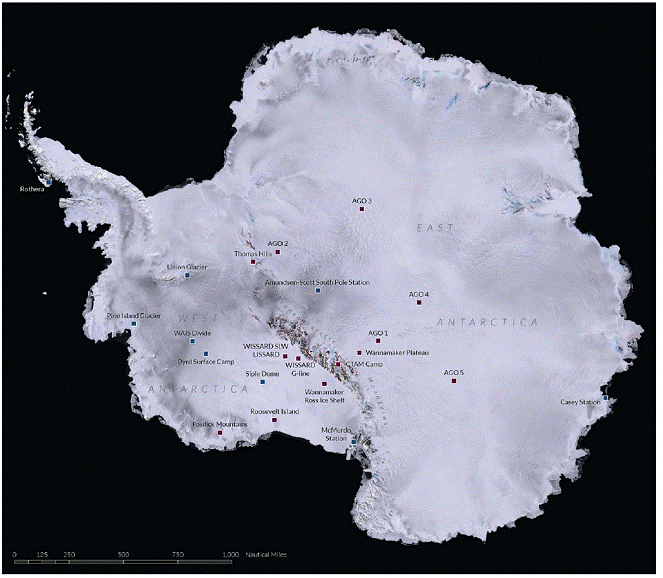 Rothera
AGO 3
EAST
AGO 2
Thomas Hills
Union Glacier
Amundsen-Scott South Pole Station
AGO 4
Pine Island Glacier
WEST
ANTARCTICA
WAIS Divide
AGO 1
WISSARD SLW
LISSARD
Wannamaker Plateau
Byrd Surface Camp
WISSARD
G-line
CTAM Camp
Siple Dome
AGO 5
ANTARCTICA
Wannamaker
Ross Ice Shelf
Casey Station
Roosevelt Island
Fosdick Mountains
McMurdo
Station
0 125 250 500 750 1,000 Nautical Miles